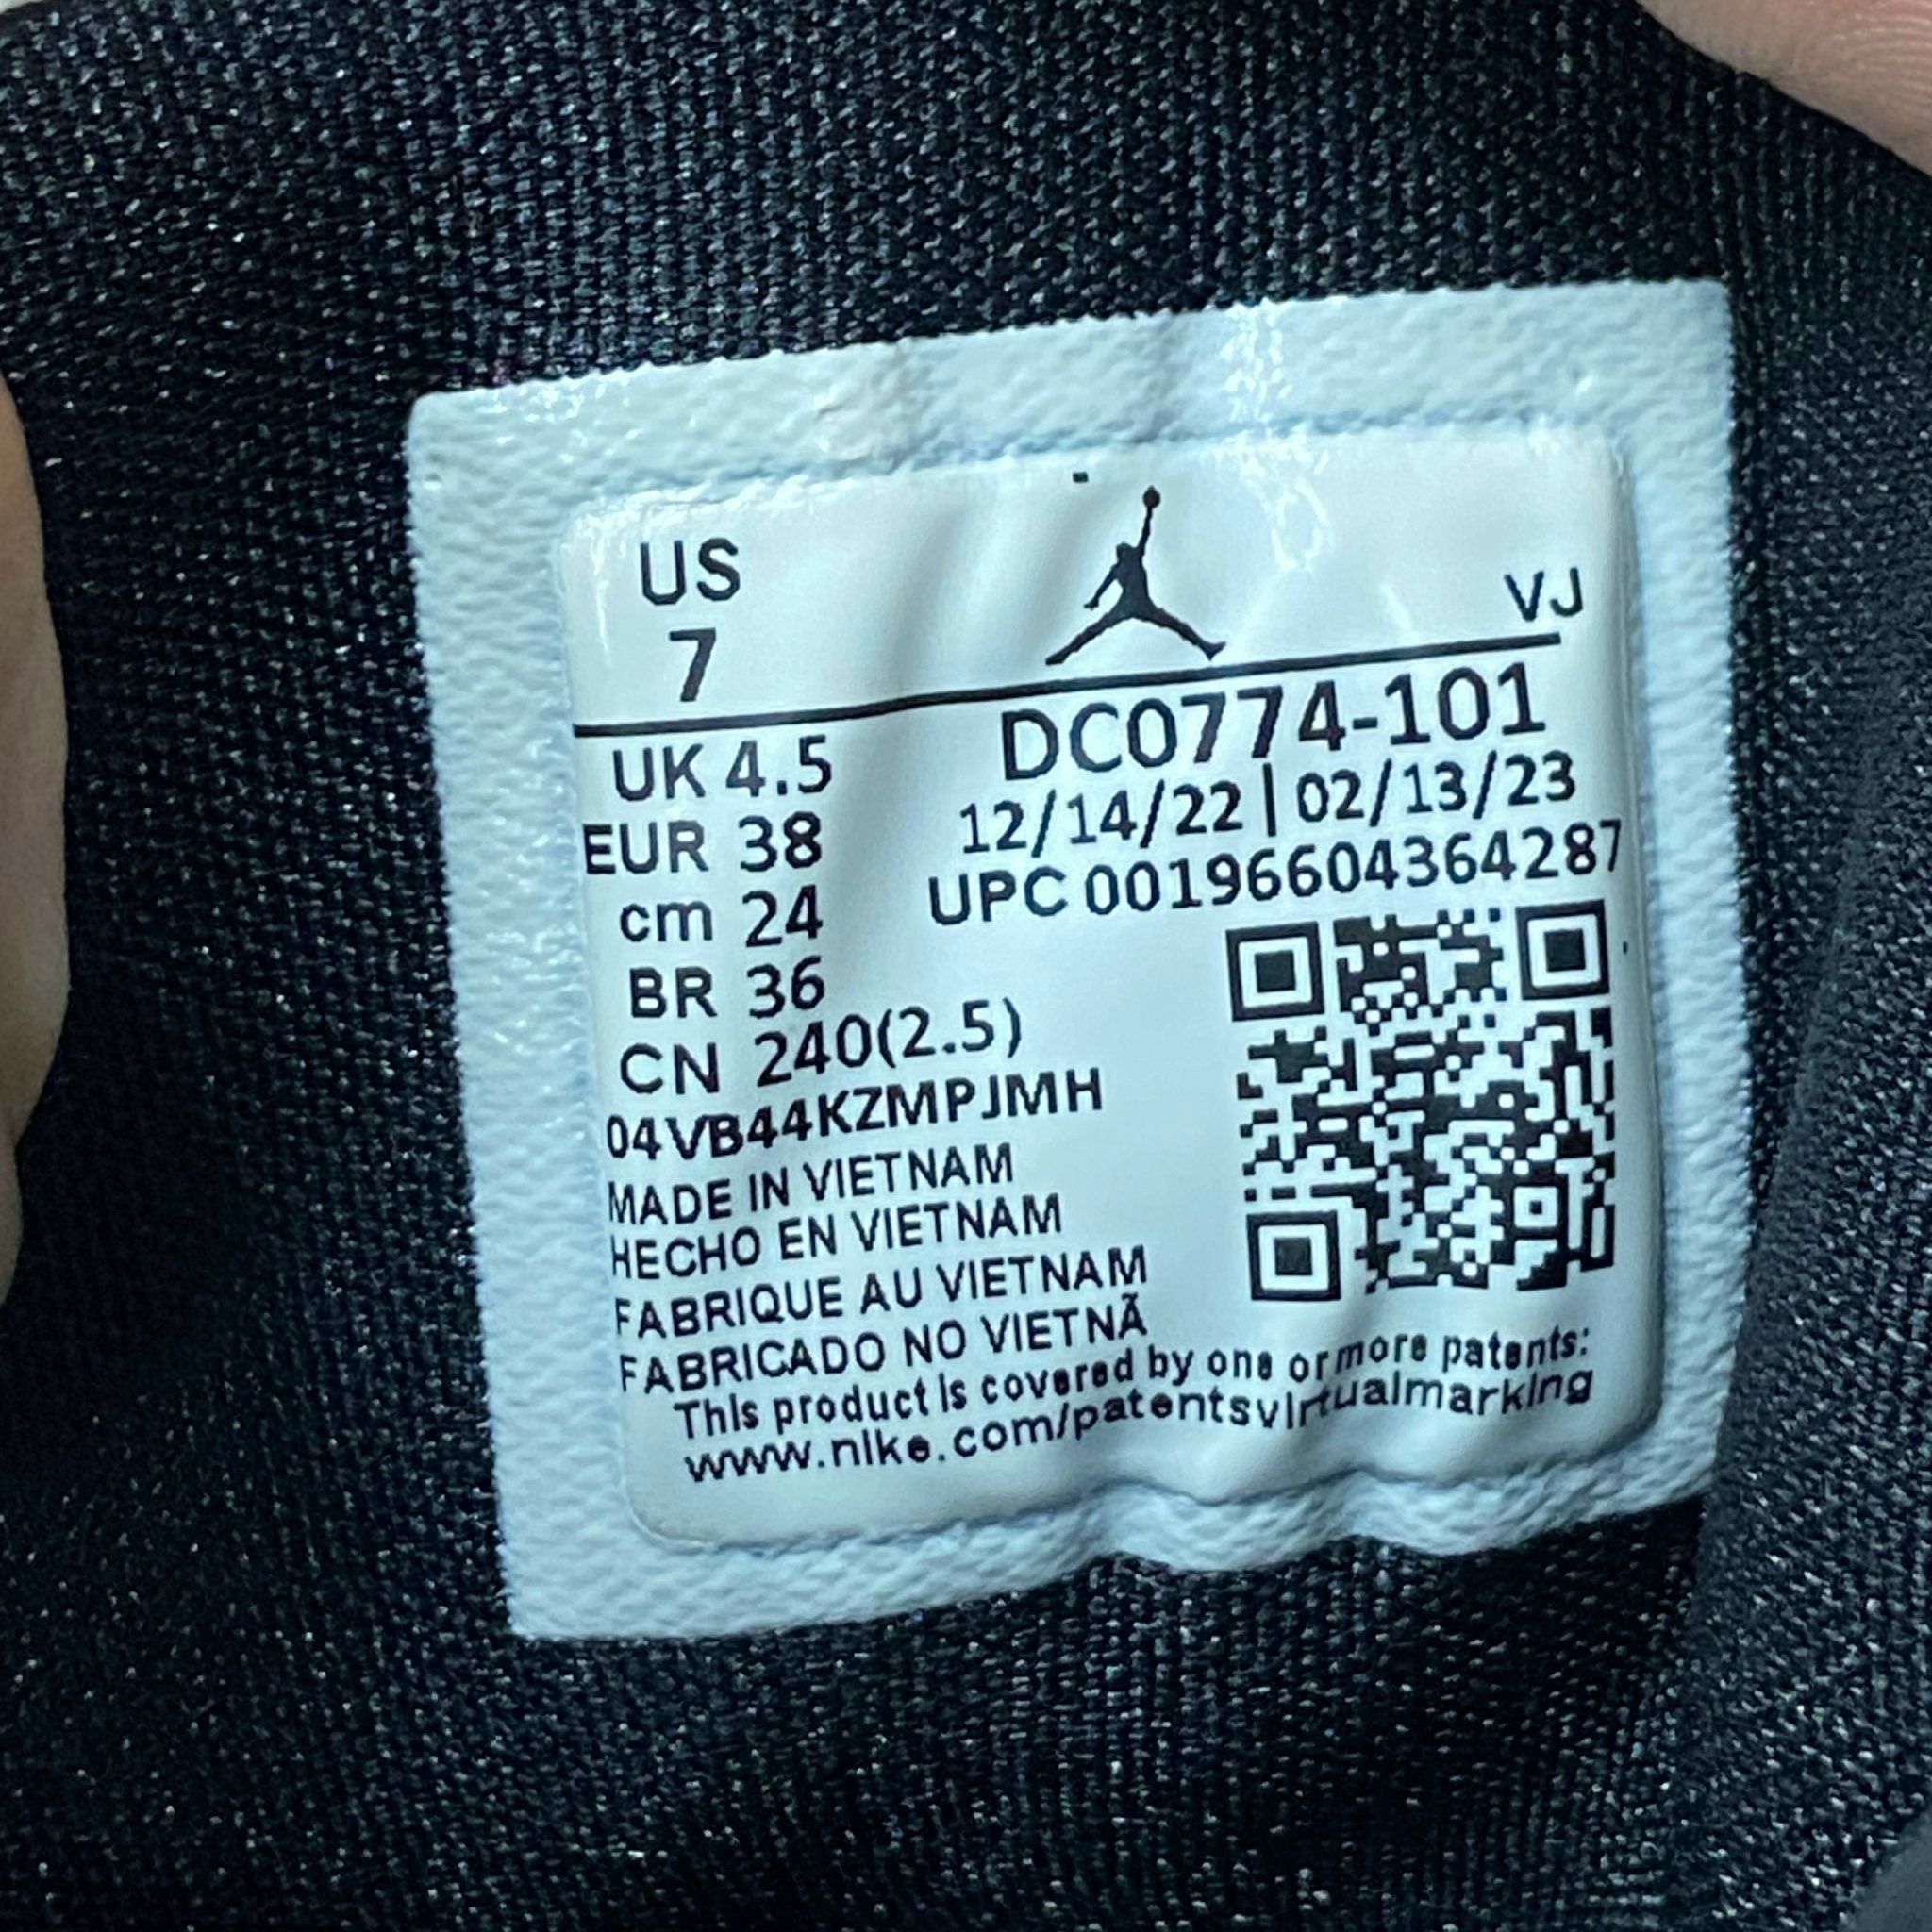 US
7
VJ
DC0774-101
12/14/22 | 02/13/23
UPC 00196604364287
UK 4.5
EUR 38
cm 24
BR 36
CN 240(2.5)
04VB44KZMPJMH
MADE IN VIETNAM
HECHO EN VIETNAM
FABRIQUE AU VIETNAM
FABRICADO NO VIETNÃ
This product is covered by one or more patents:
www.nike.com/patentsvirtualmarking